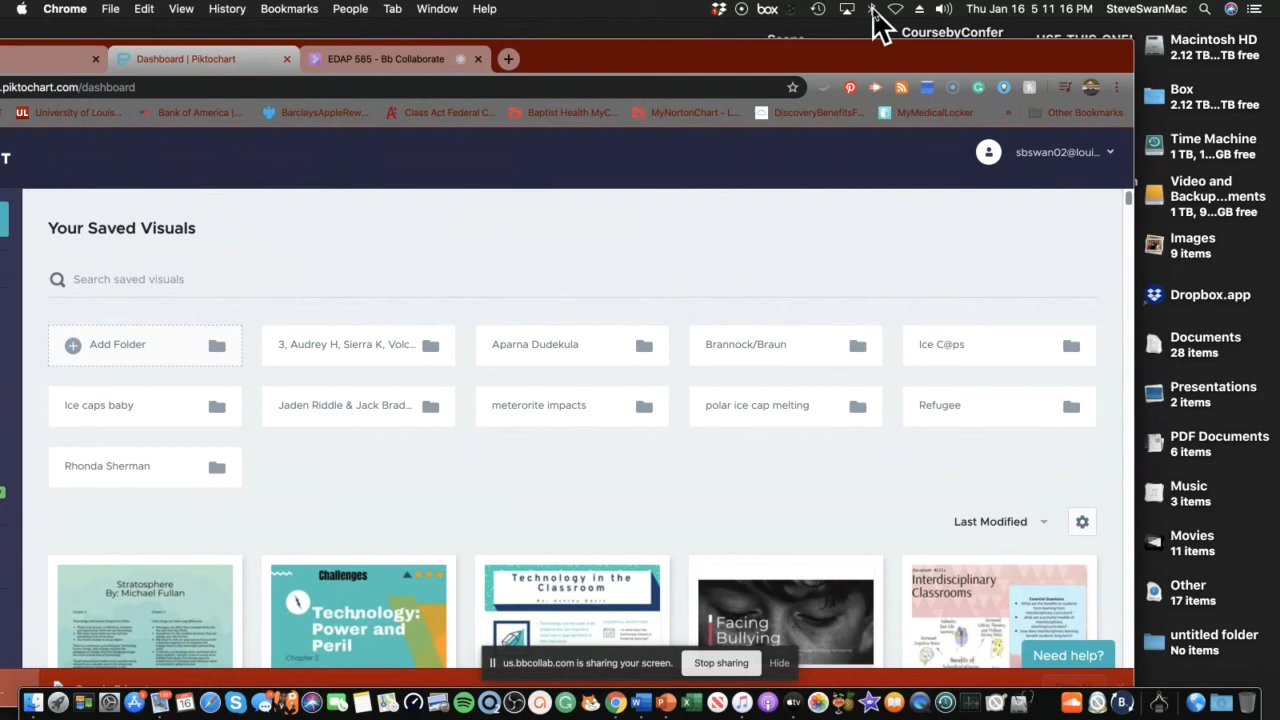 Chrome File Edit View History Bookmarks People Tab Window Help
box
Thu Jan 16 5 11 16 PM SteveSwanMac
CoursebyConfer
Dashboard | Piktochart
EDAP 585 - Bb Collaborate
.piktochart.com/dashboard
UL University of Louis...
Bank of America |...
BarclaysAppleRew...
Class Act Federal C...
Baptist Health MyC...
MyNortonChart - L...
DiscoveryBenefitsF...
MyMedicalLocker
»
Other Bookmarks
T
sbswan02@loui...
Your Saved Visuals
Search saved visuals
Add Folder
3, Audrey H, Sierra K, Volc...
Aparna Dudekula
Brannock/Braun
Ice C@ps
Ice caps baby
Jaden Riddle & Jack Brad...
meterorite impacts
polar ice cap melting
Refugee
Rhonda Sherman
Last Modified
Stratosphere
By: Michael Fullan
Challenges
Technology:
Power and
Peril
Chapter 2
Technology in the
Classroom
Facing
Bullying
Interdisciplinary
Classrooms
Need help?
us.bbcollab.com is sharing your screen.
Stop sharing
Hide
Macintosh HD
2.12 TB...TB free
Box
2.12 TB...TB free
Time Machine
1 TB, 1...GB free
Video and
Backup...ments
1 TB, 9...GB free
Images
9 items
Dropbox.app
Documents
28 items
Presentations
2 items
PDF Documents
6 items
Music
3 items
Movies
11 items
Other
17 items
untitled folder
No items